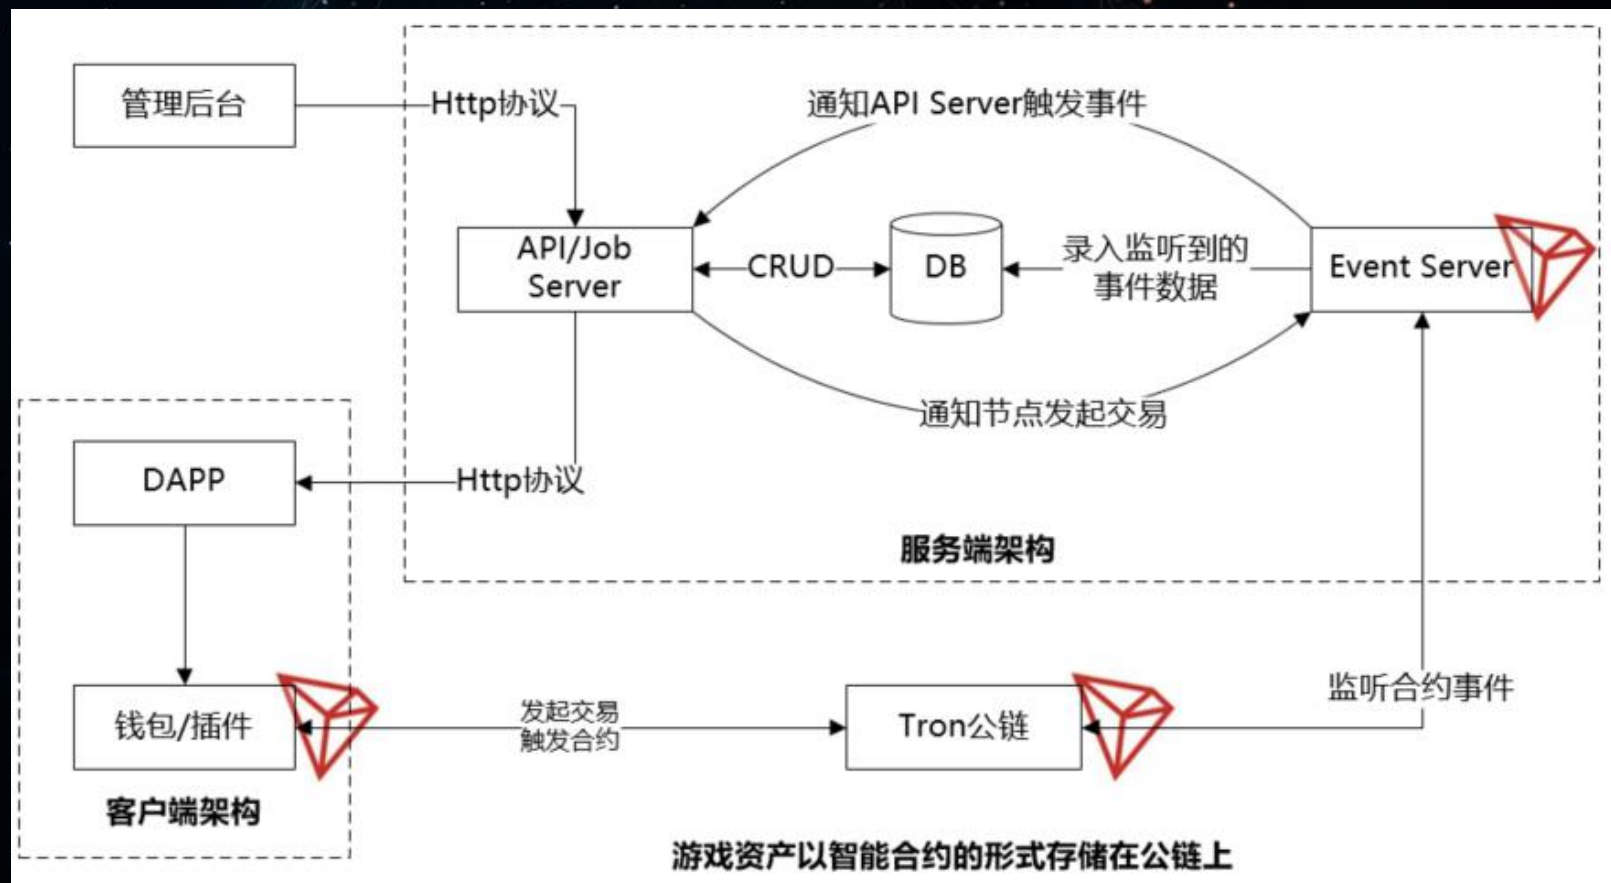 管理后台
Http协议
通知API Server触发事件
API/Job
Server
CRUD
DB
录入监听到的
事件数据
Event Server
通知节点发起交易
DAPP
Http协议
服务端架构
钱包/插件
发起交易
触发合约
Tron公链
监听合约事件
客户端架构
游戏资产以智能合约的形式存储在公链上